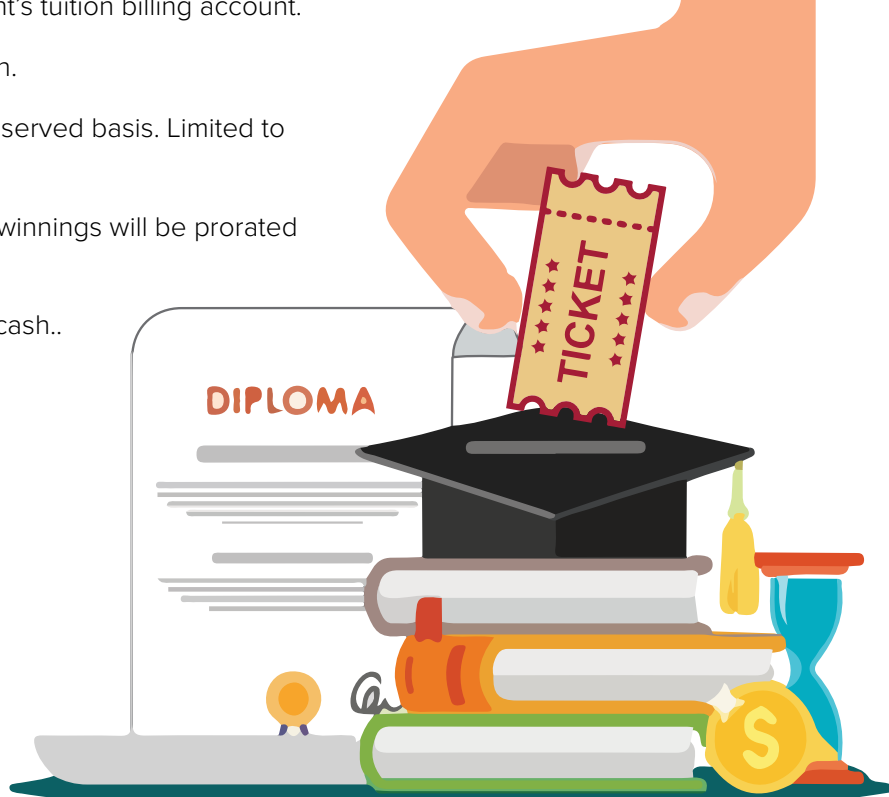 nt's tuition billing account.
n.
served basis. Limited to
winnings will be prorated
cash..
DIPLOMA
TICKET
$